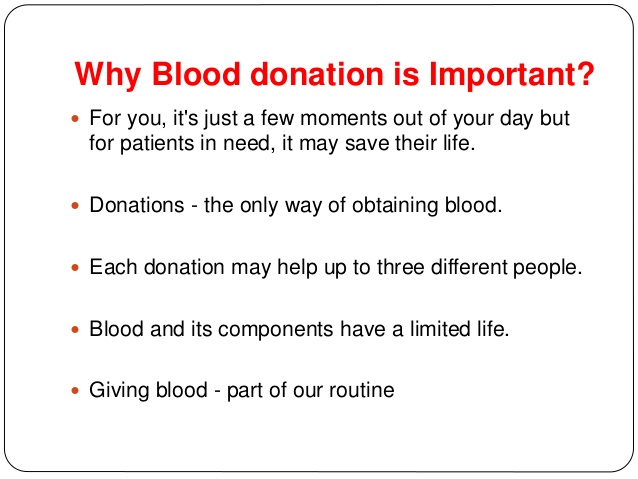 Why Blood donation is Important?
• For you, it's just a few moments out of your day but
for patients in need, it may save their life.
• Donations - the only way of obtaining blood.
• Each donation may help up to three different people.
• Blood and its components have a limited life.
• Giving blood - part of our routine